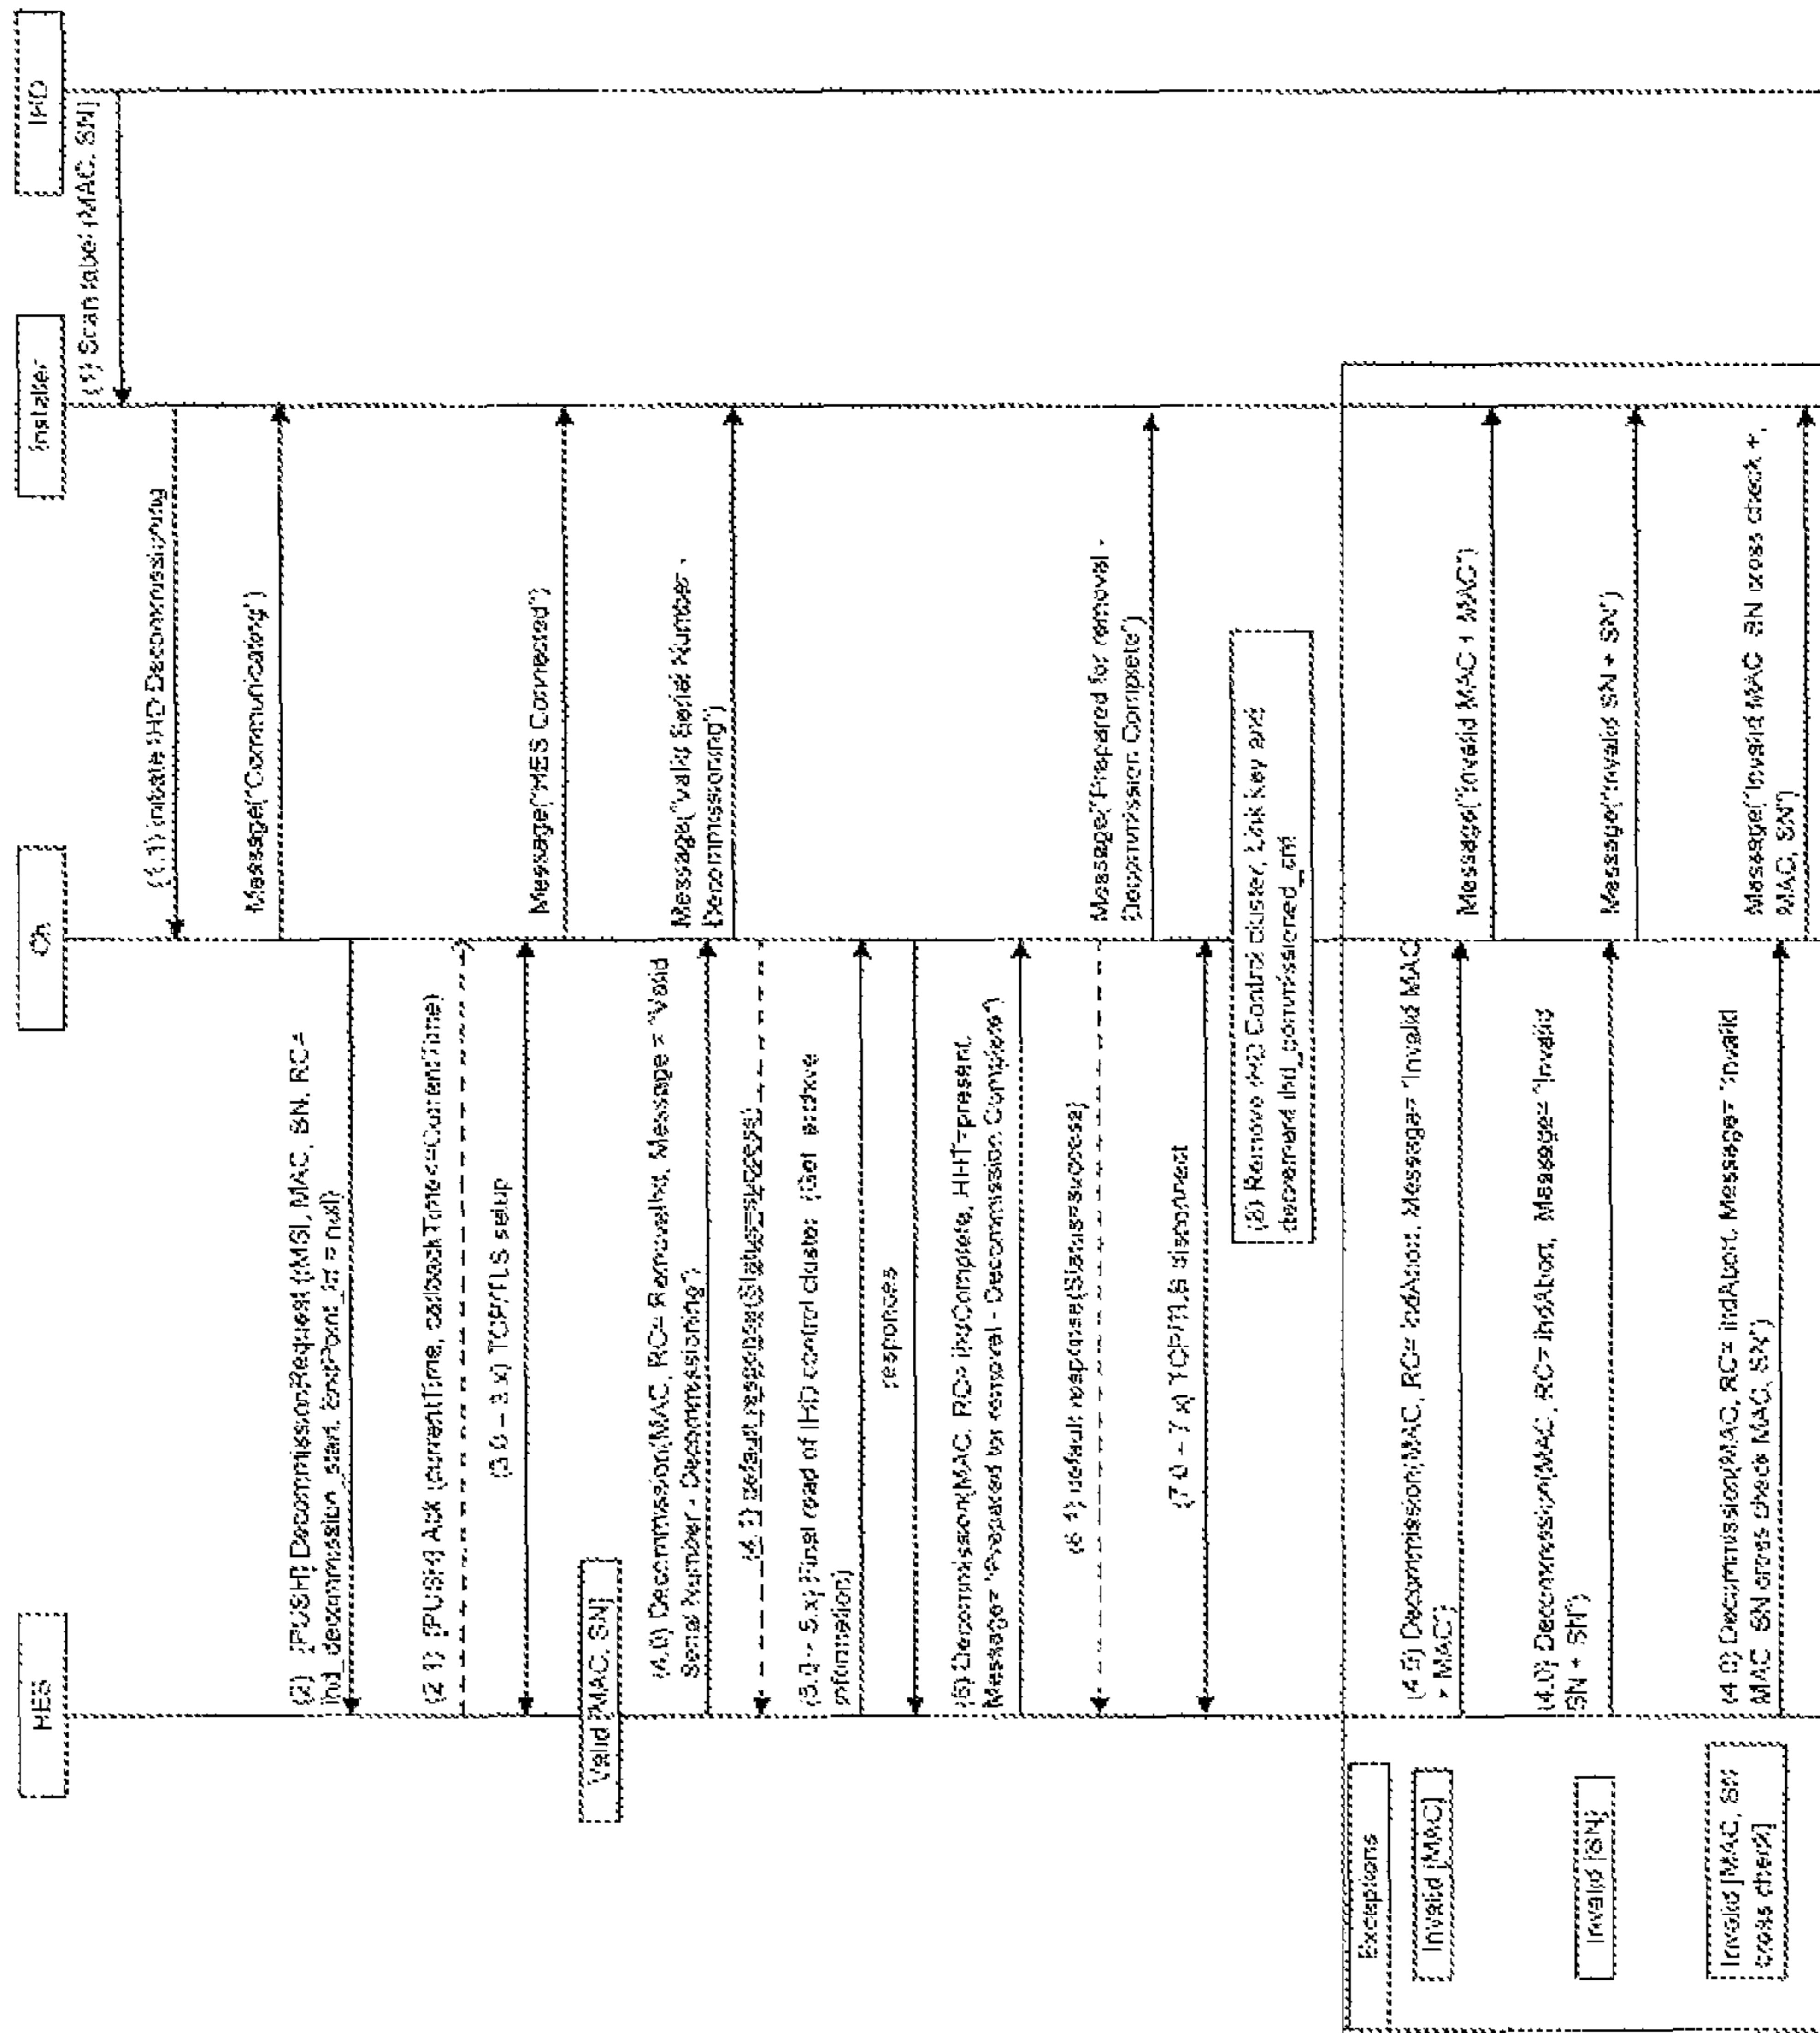 HES
Ch
Installer
IHD
(1) Scan label (MAC, SN)
(1.1) Initiate IHD Decommissioning
Message("Communicating")
(2) [PUSH] DecommissionRequest (IMSI, MAC, SN, RC=
ihd_decommission_start, EndPoint_lst = null)
(2.1) [PUSH] Ack (currentTime, callbackTime<=CurrentTime)
(3.0 – 3.x) TCP/TLS setup
Message("HES Connected")
Valid [MAC, SN]
(4.0) Decommission(MAC, RC= RemoveIhd, Message = "Valid
Serial Number - Decommissioning")
Message("Valid Serial Number -
Decommissioning")
default response(Status=success)
(5.0 – 5.x) [Final read of IHD control cluster (Get archive
information)
responces
(6) Decommission(MAC, RC= ihdComplete, HHT=present,
Message= "Prepared for removal - Decommission Complete")
(6.1) default response(Status=success)
Message("Prepared for removal -
Decommission Complete")
(7.0 – 7.x) TCP/TLS disconnect
(8) Remove IHD Control cluster, Link key and
decrement ihd_commissioned_cnt
Exceptions
Invalid [MAC]
(4.0) Decommission(MAC, RC= ihdAbort, Message= "Invalid MAC
+ MAC")
Message("Invalid MAC + MAC")
Invalid [SN]
(4.0) Decommission(MAC, RC= ihdAbort, Message= "Invalid
SN + SN")
Message("Invalid SN + SN")
Invalid [MAC, SN
cross check]
(4.0) Decommission(MAC, RC= ihdAbort, Message= "Invalid
MAC SN cross check MAC, SN")
Message("Invalid MAC SN cross check +,
MAC, SN")